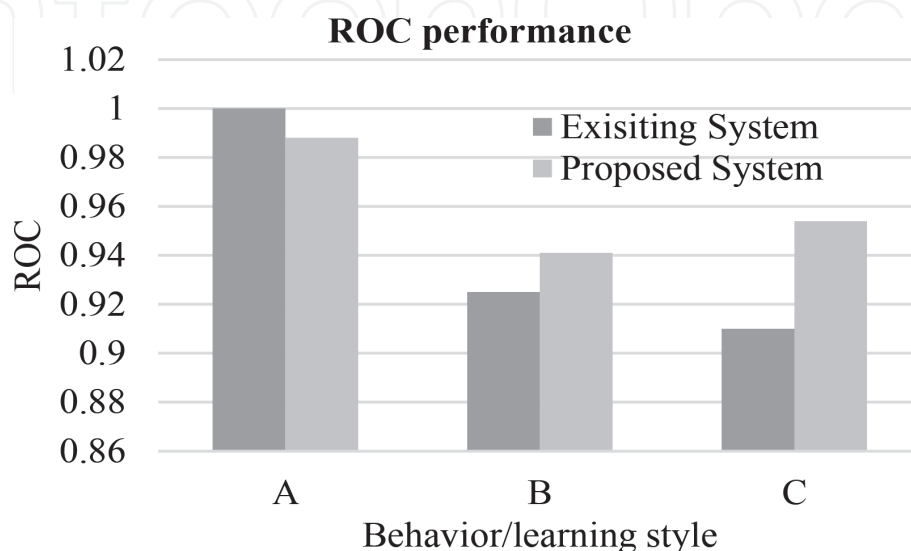 ROC performance
1.02
1
0.98
0.96
0.94
0.92
0.9
0.88
0.86
ROC
Exisiting System
Proposed System
A B C
Behavior/learning style